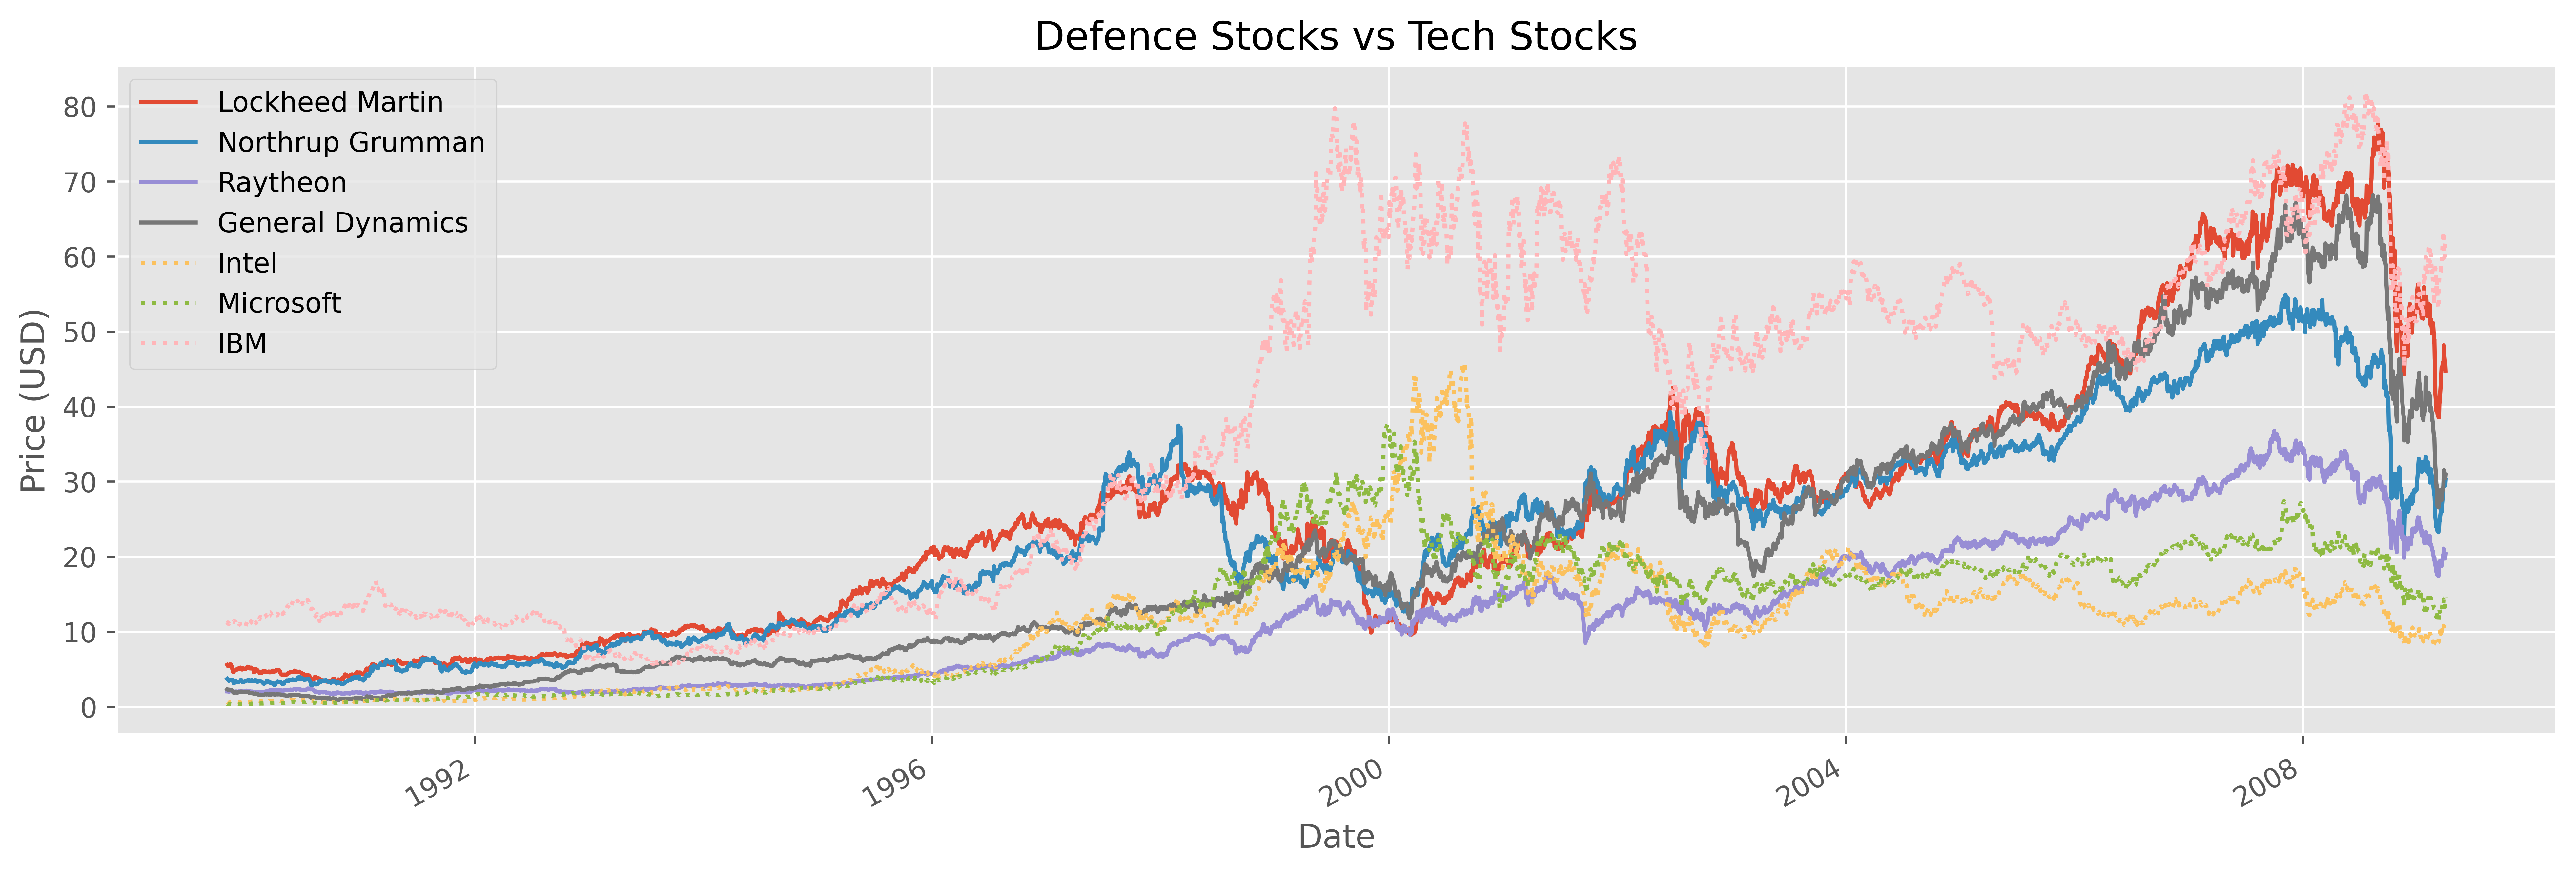 Defence Stocks vs Tech Stocks
Lockheed Martin
Northrup Grumman
Raytheon
General Dynamics
Intel
Microsoft
IBM
Price (USD)
80
70
60
50
40
30
20
10
0
1992
1996
2000
2004
2008
Date